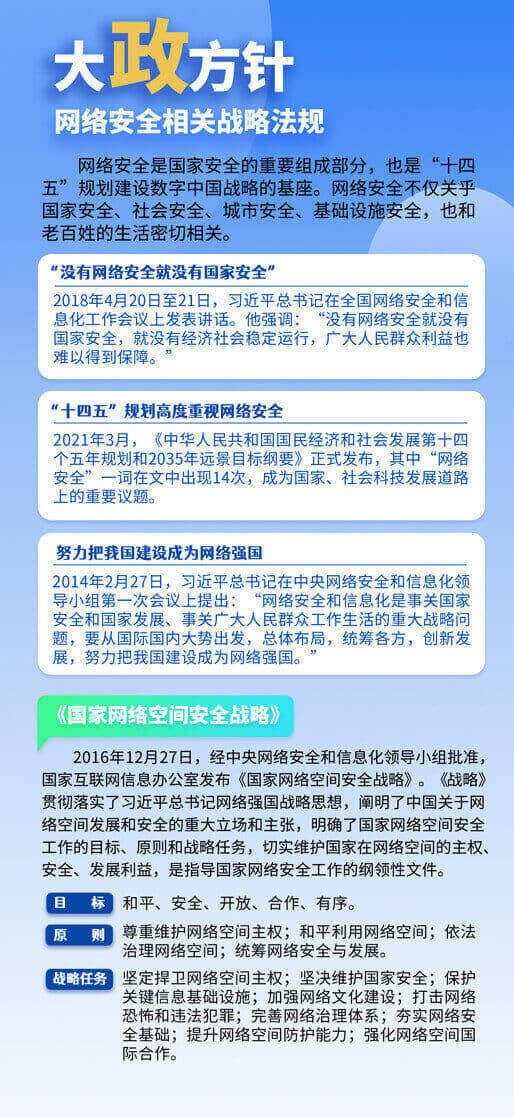 大政方针
网络安全相关战略法规
网络安全是国家安全的重要组成部分，也是“十四
五”规划建设数字中国战略的基座。网络安全不仅关乎
国家安全、社会安全、城市安全、基础设施安全，也和
老百姓的生活密切相关。
“没有网络安全就没有国家安全”
2018年4月20日至21日，习近平总书记在全国网络安全和信
息化工作会议上发表讲话。他强调：“没有网络安全就没有
国家安全，就没有经济社会稳定运行，广大人民群众利益也
难以得到保障。”
“十四五”规划高度重视网络安全
2021年3月，《中华人民共和国国民经济和社会发展第十四
个五年规划和2035年远景目标纲要》正式发布，其中“网络
安全”一词在文中出现14次，成为国家、社会科技发展道路
上的重要议题。
努力把我国建设成为网络强国
2014年2月27日，习近平总书记在中央网络安全和信息化领
导小组第一次会议上提出：“网络安全和信息化是事关国家
安全和国家发展、事关广大人民群众工作生活的重大战略问
题，要从国际国内大势出发，总体布局，统筹各方，创新发
展，努力把我国建设成为网络强国。”
《国家网络空间安全战略》
2016年12月27日，经中央网络安全和信息化领导小组批准，
国家互联网信息办公室发布《国家网络空间安全战略》。《战略》
贯彻落实了习近平总书记网络强国战略思想，阐明了中国关于网
络空间发展和安全的重大立场和主张，明确了国家网络空间安全
工作的目标、原则和战略任务，切实维护国家在网络空间的主权、
安全、发展利益，是指导国家网络安全工作的纲领性文件。
目 标 和平、安全、开放、合作、有序。
原 则 尊重维护网络空间主权；和平利用网络空间；依法
治理网络空间；统筹网络安全与发展。
战略任务 坚定捍卫网络空间主权；坚决维护国家安全；保护
关键信息基础设施；加强网络文化建设；打击网络
恐怖和违法犯罪；完善网络治理体系；夯实网络安
全基础；提升网络空间防护能力；强化网络空间国
际合作。